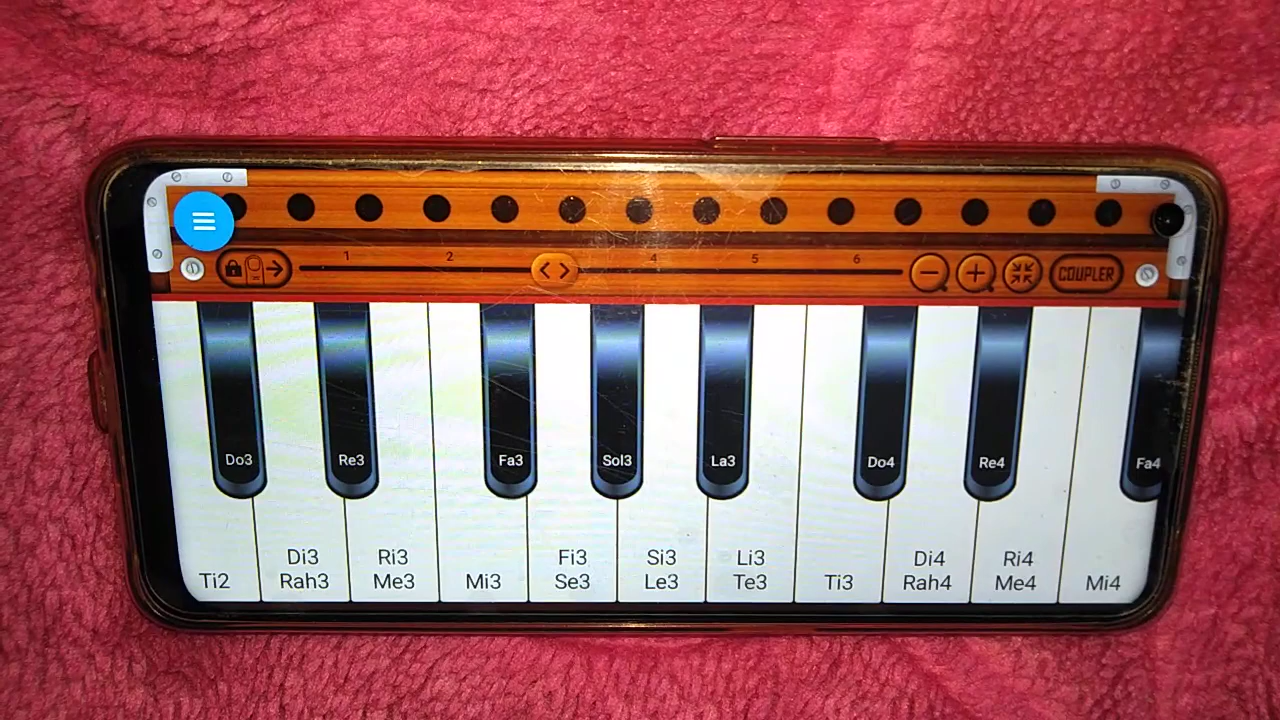 1 2 4 5 6
COUPLER
Do3 Re3 Fa3 Sol3 La3 Do4 Re4 Fa4
Di3 Ri3 Fi3 Si3 Li3 Di4 Ri4
Ti2 Rah3 Me3 Mi3 Se3 Le3 Te3 Ti3 Rah4 Me4 Mi4